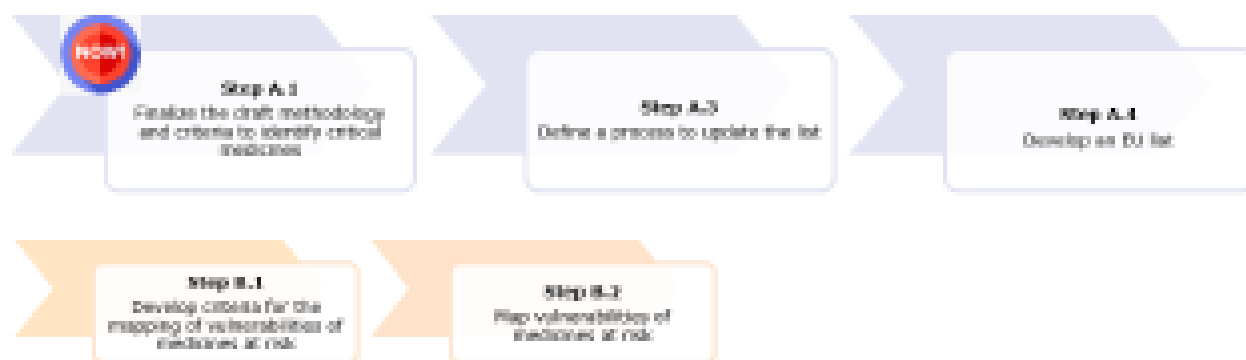 NOW!
Step A.1
Finalize the draft methodology
and criteria to identify critical
medicines
Step A.3
Define a process to update the list
Step A.4
Develop an EU list
Step B.1
Develop criteria for the
mapping of vulnerabilities of
medicines at risk
Step B.2
Map vulnerabilities of
medicines at risk